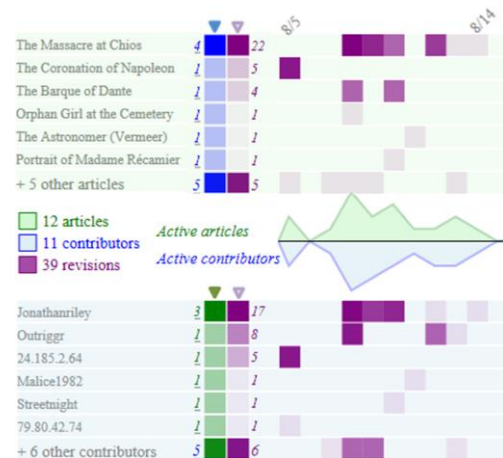 8/5 8/14
The Massacre at Chios 4 22
The Coronation of Napoleon 1 5
The Barque of Dante 1 4
Orphan Girl at the Cemetery 1 1
The Astronomer (Vermeer) 1 1
Portrait of Madame Récamier 1 1
+ 5 other articles 5 5
12 articles
11 contributors
39 revisions
Active articles
Active contributors
Jonathanriley 3 17
Outriggr 1 8
24.185.2.64 1 5
Malice1982 1 1
Streetnight 1 1
79.80.42.74 1 1
+ 6 other contributors 5 6